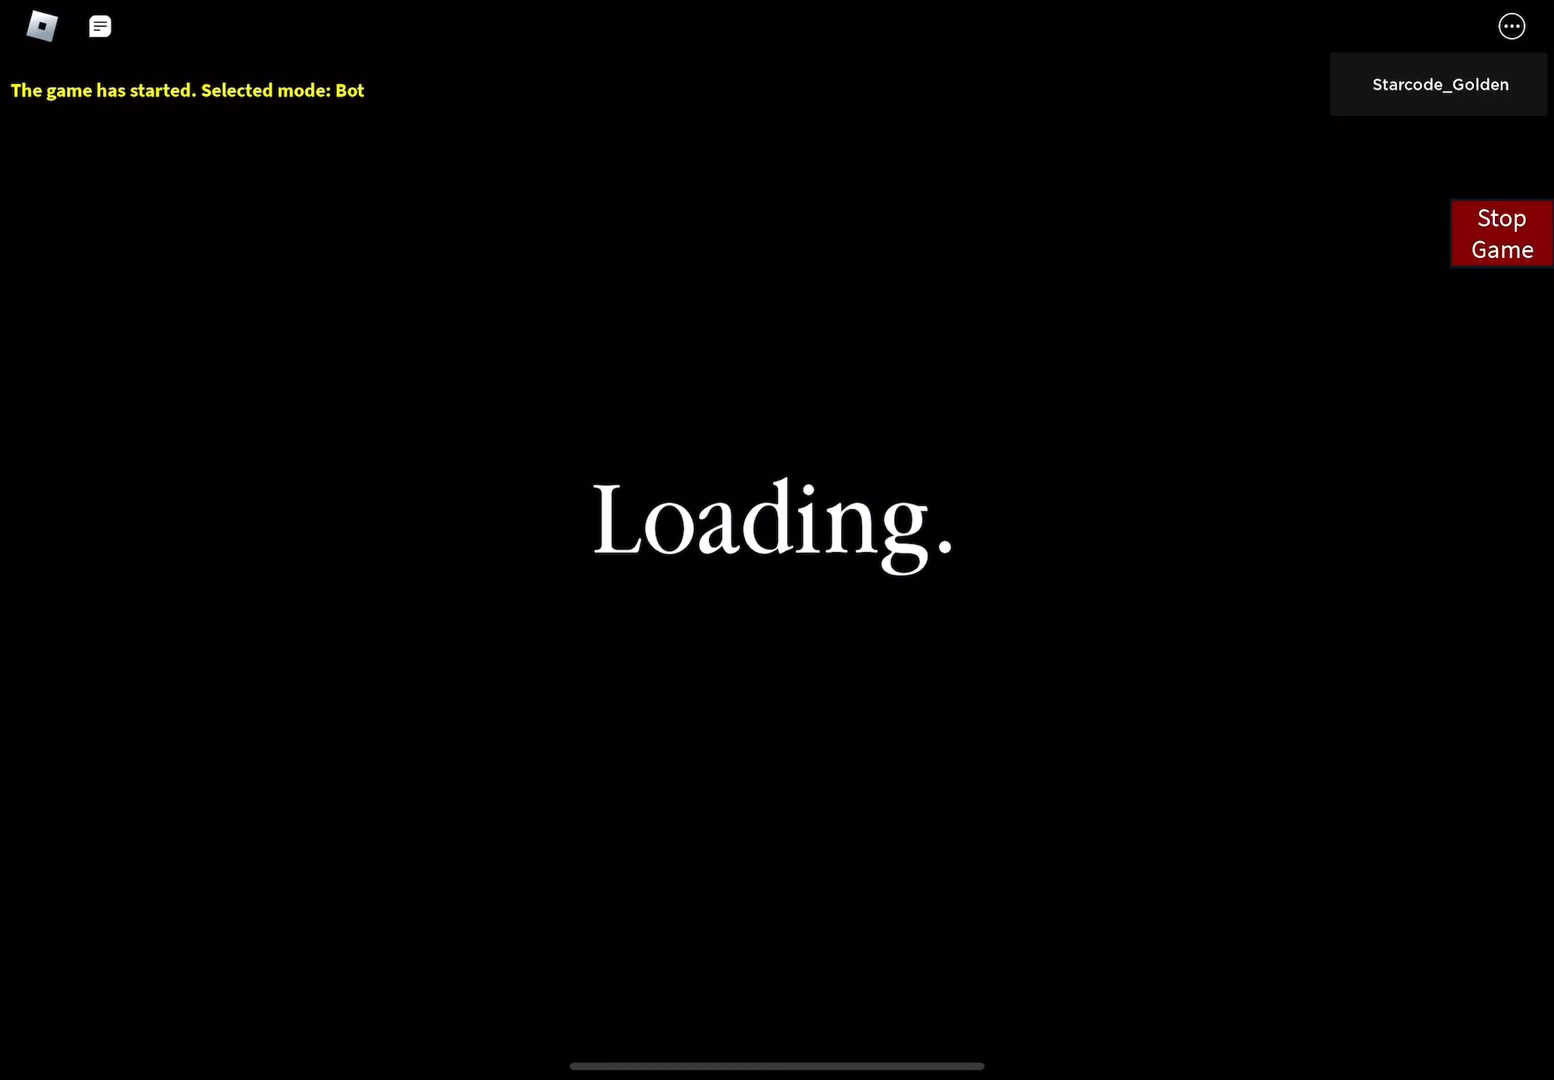 The game has started. Selected mode: Bot
Starcode_Golden
Stop
Game
Loading.